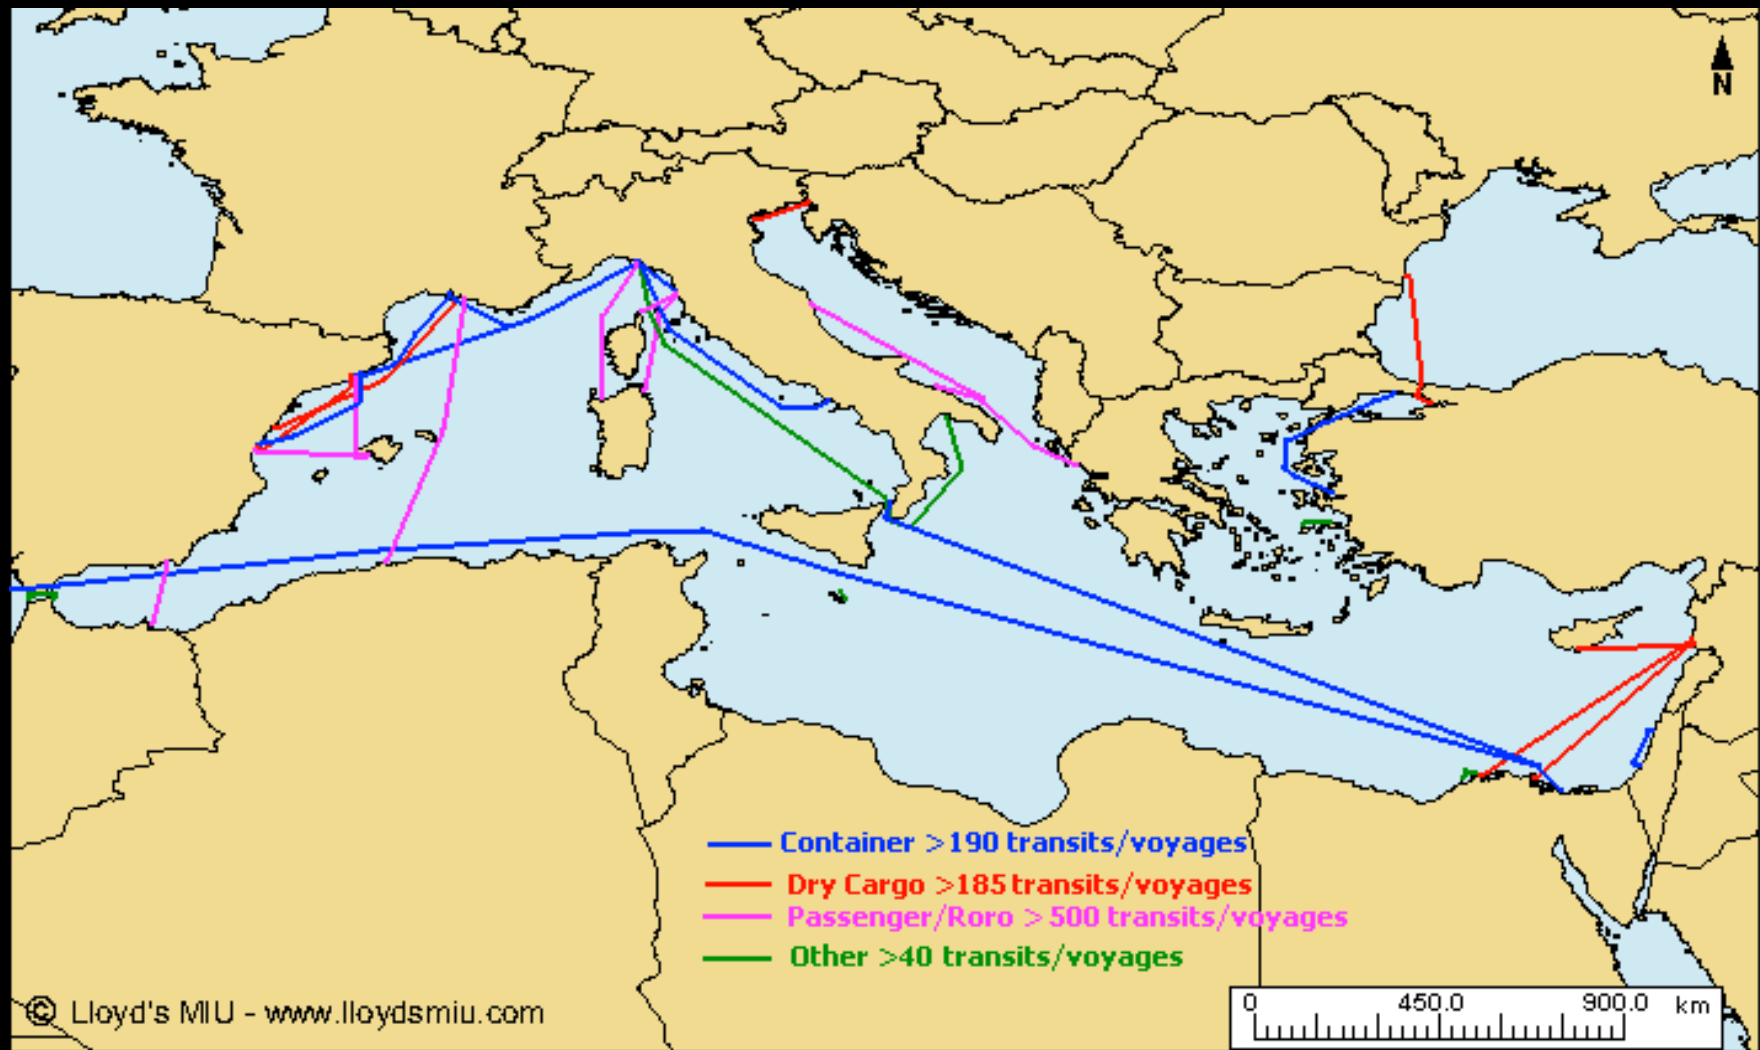 N
Container >190 transits/voyages
Dry Cargo >185 transits/voyages
Passenger/Roro > 500 transits/voyages
Other >40 transits/voyages
© Lloyd's MIU - www.lloydsmiu.com
0 450.0 900.0 km